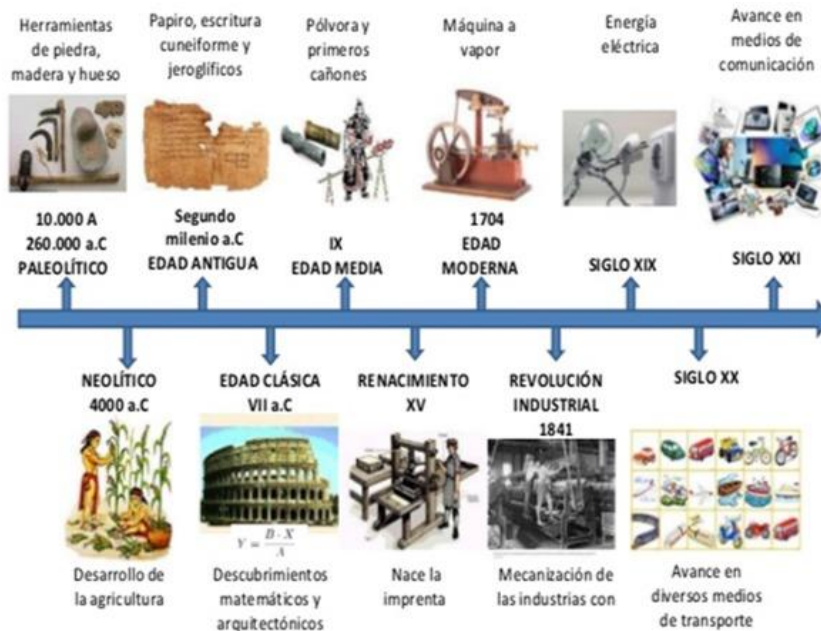 Herramientas
de piedra,
madera y hueso
10.000 A
260.000 a.C
PALEOLÍTICO
Papiro, escritura
cuneiforme y
jeroglíficos
Segundo
milenio a.C
EDAD ANTIGUA
Pólvora y
primeros
cañones
IX
EDAD MEDIA
Máquina a
vapor
1704
EDAD
MODERNA
Energía
eléctrica
SIGLO XIX
Avance en
medios de
comunicación
SIGLO XXI
NEOLÍTICO
4000 a.C
Desarrollo de
la agricultura
EDAD CLÁSICA
VII a.C
Y = B · X / A
Descubrimientos
matemáticos y
arquitectónicos
RENACIMIENTO
XV
Nace la
imprenta
REVOLUCIÓN
INDUSTRIAL
1841
Mecanización de
las industrias con
SIGLO XX
Avance en
diversos medios
de transporte